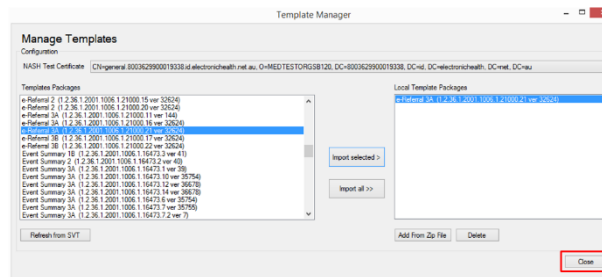 Template Manager
Manage Templates
Configuration
NASH Test Certificate CN=general.8003629900019338.id.electronichealth.net.au, O=MEDTESTORGSB120, DC=8003629900019338, DC=id, DC=electronichealth, DC=net, DC=au
Templates Packages
Local Template Packages
e-Referral 2 (1.2.36.1.2001.1006.1.21000.15 ver 32624)
e-Referral 2 (1.2.36.1.2001.1006.1.21000.20 ver 32624)
e-Referral 3A (1.2.36.1.2001.1006.1.21000.11 ver 144)
e-Referral 3A (1.2.36.1.2001.1006.1.21000.16 ver 32624)
e-Referral 3A (1.2.36.1.2001.1006.1.21000.21 ver 32624)
e-Referral 3B (1.2.36.1.2001.1006.1.21000.17 ver 32624)
e-Referral 3B (1.2.36.1.2001.1006.1.21000.22 ver 32624)
Event Summary 1B (1.2.36.1.2001.1006.1.16473.3 ver 41)
Event Summary 2 (1.2.36.1.2001.1006.1.16473.2 ver 40)
Event Summary 3A (1.2.36.1.2001.1006.1.16473.1 ver 39)
Event Summary 3A (1.2.36.1.2001.1006.1.16473.10 ver 35754)
Event Summary 3A (1.2.36.1.2001.1006.1.16473.12 ver 36678)
Event Summary 3A (1.2.36.1.2001.1006.1.16473.14 ver 36678)
Event Summary 3A (1.2.36.1.2001.1006.1.16473.6 ver 35754)
Event Summary 3A (1.2.36.1.2001.1006.1.16473.7 ver 35755)
Event Summary 3A (1.2.36.1.2001.1006.1.16473.7.2 ver 7)
e-Referral 3A (1.2.36.1.2001.1006.1.21000.21 ver 32624)
Import selected >
Import all >>
Refresh from SVT
Add From Zip File
Delete
Close